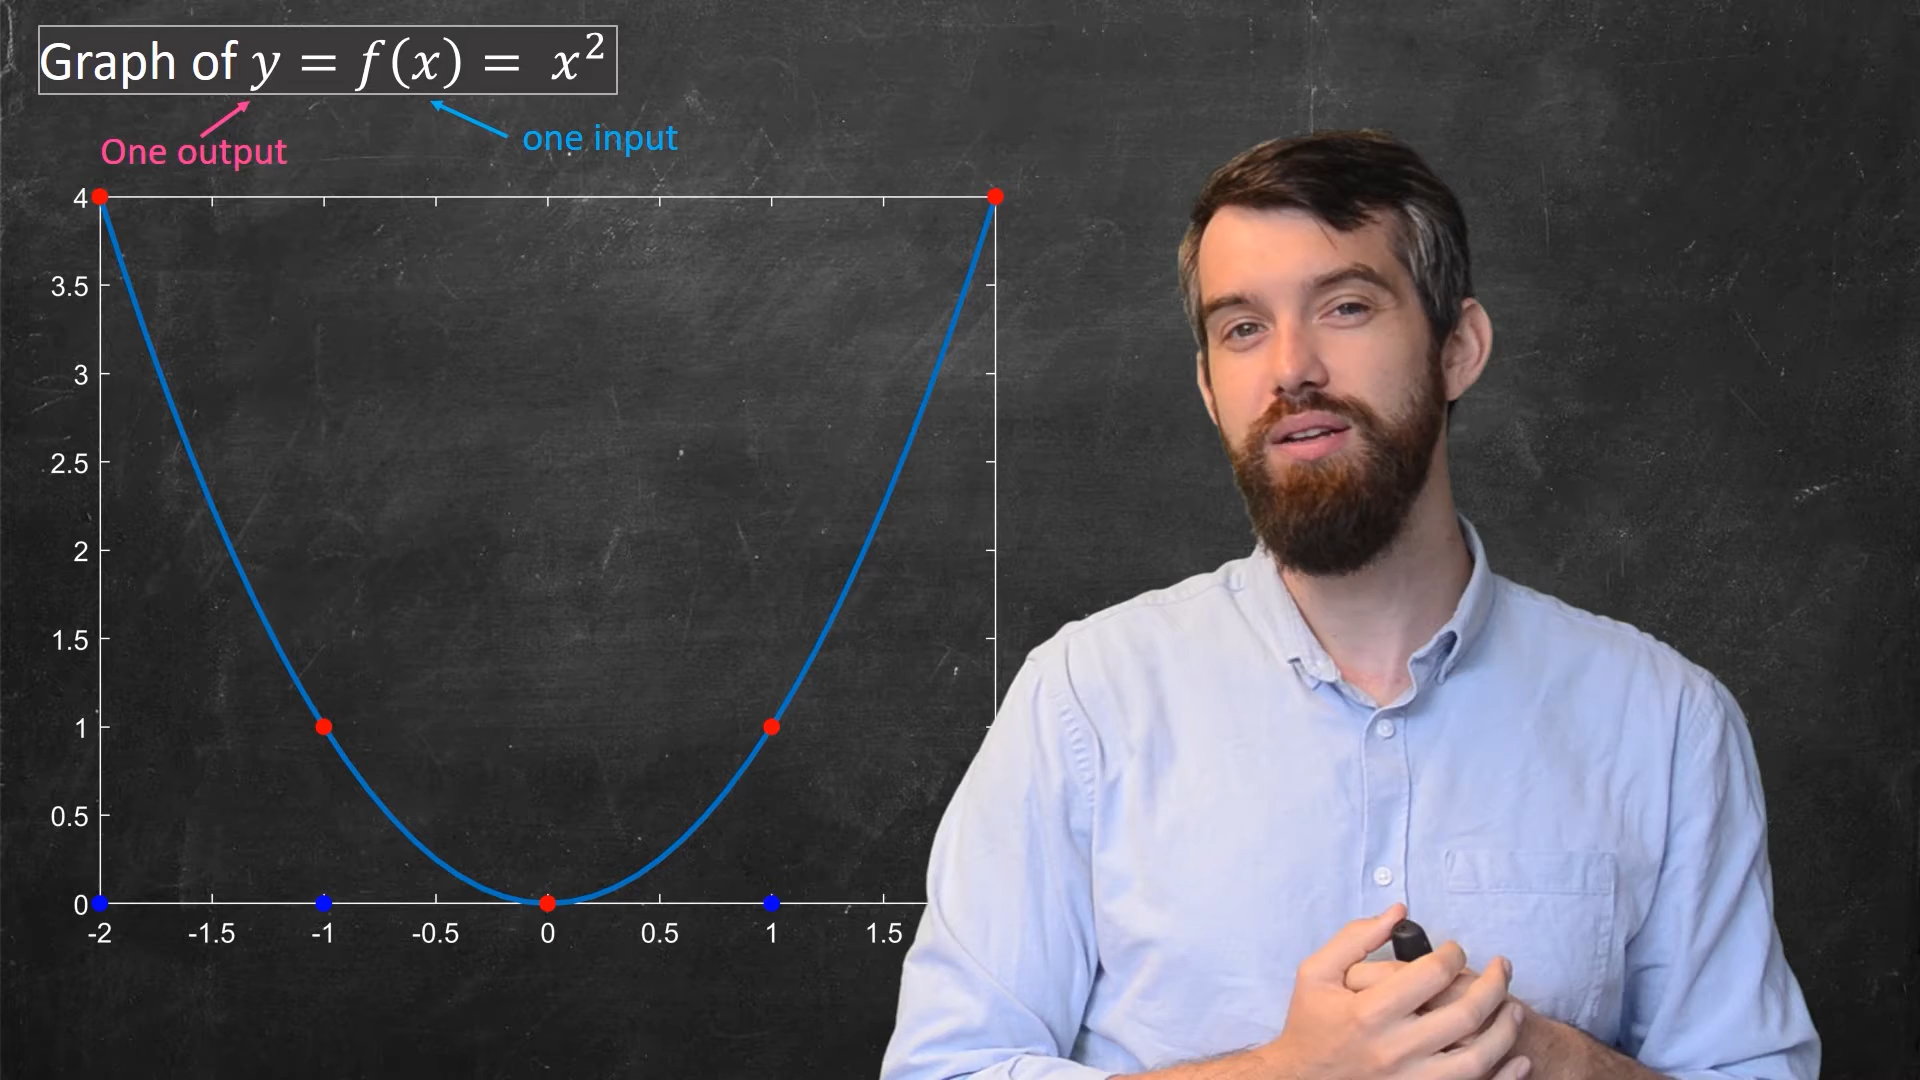 Graph of y = f(x) = x²
One output
one input
4
3.5
3
2.5
2
1.5
1
0.5
0
-2 -1.5 -1 -0.5 0 0.5 1 1.5